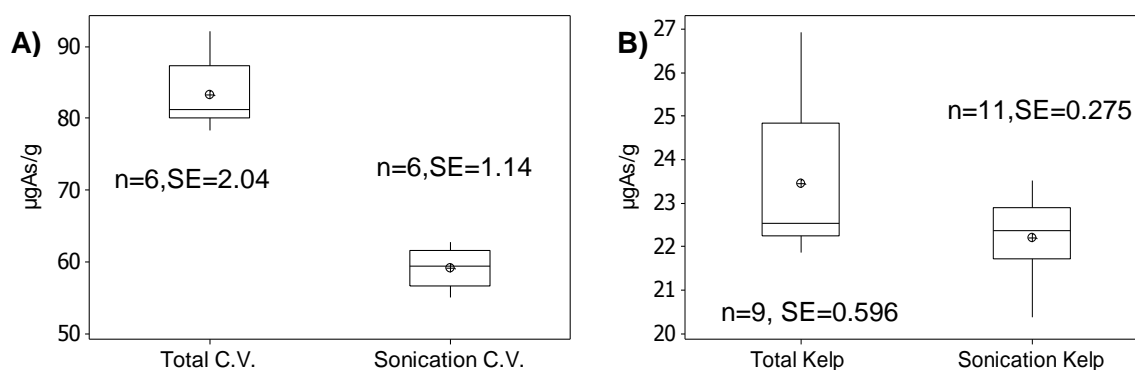 A)
µgAs/g
90
80
70
60
50
n=6,SE=2.04
n=6,SE=1.14
Total C.V.
Sonication C.V.
B)
µgAs/g
27
26
25
24
23
22
21
20
n=11,SE=0.275
n=9, SE=0.596
Total Kelp
Sonication Kelp